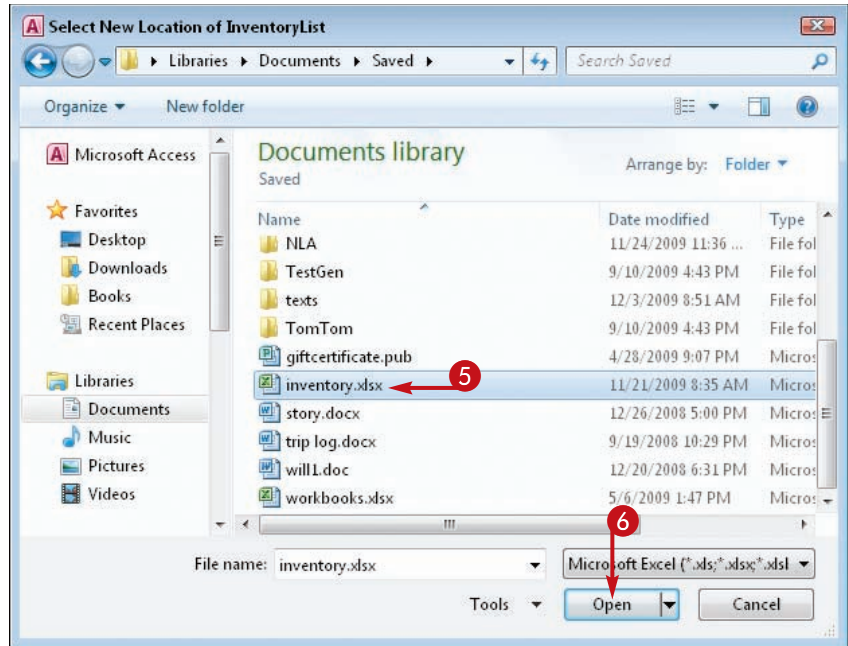 Select New Location of InventoryList
Libraries Documents Saved
Search Saved
Organize New folder
Microsoft Access
Favorites
Desktop
Downloads
Books
Recent Places
Libraries
Documents
Music
Pictures
Videos
Documents library
Saved
Arrange by: Folder
Name Date modified Type
NLA 11/24/2009 11:36 ... File fol
TestGen 9/10/2009 4:43 PM File fol
texts 12/3/2009 8:51 AM File fol
TomTom 9/10/2009 4:43 PM File fol
giftcertificate.pub 4/28/2009 9:07 PM Micros
inventory.xlsx 5 11/21/2009 8:35 AM Micros
story.docx 12/26/2008 5:00 PM Micros
trip log.docx 9/19/2008 10:29 PM Micros
will1.doc 12/20/2008 6:31 PM Micros
workbooks.xlsx 5/6/2009 1:47 PM Micros
6
File name: inventory.xlsx Microsoft Excel (*.xls;*.xlsx;*.xlsl
Tools Open Cancel